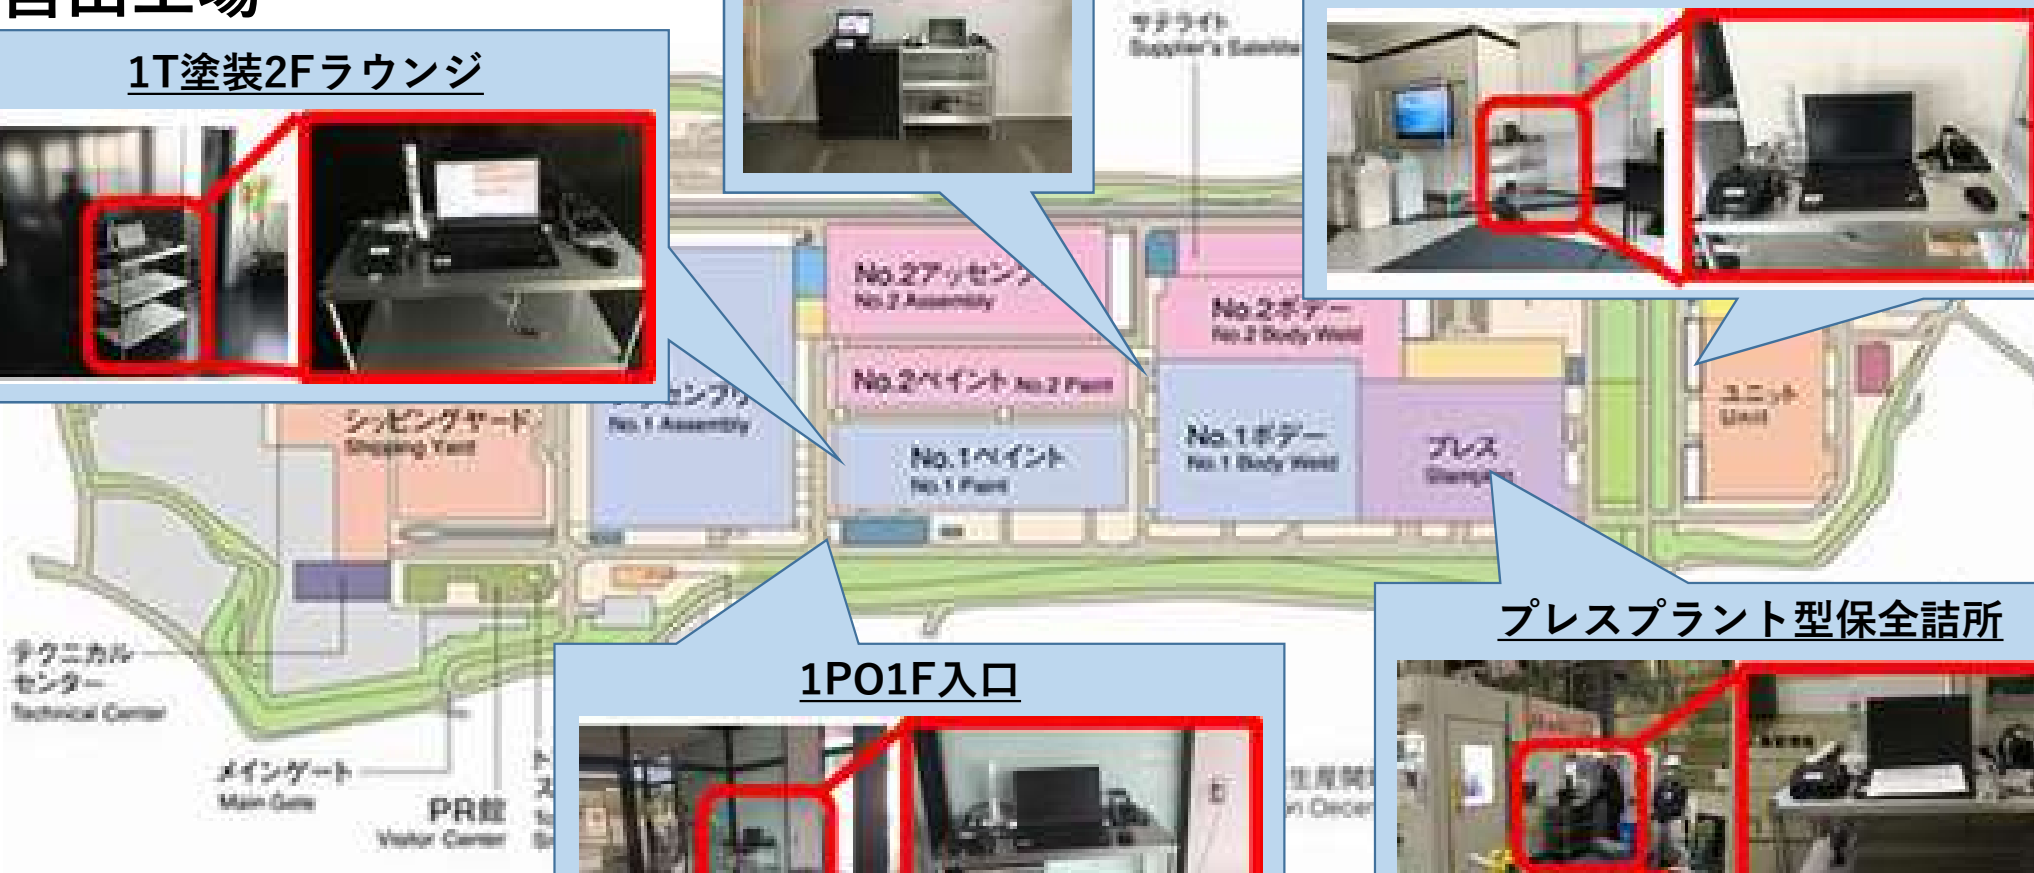 1T塗装2Fラウンジ
サテライト
Supplier's Satellite
No.2アッセンブ
No.2 Assembly
No.2ボデー
No.2 Body Weld
No.2ペイント No.2 Paint
シッピングヤード
Shipping Yard
No.1 Assembly
No.1ペイント
No.1 Paint
No.1ボデー
No.1 Body Weld
プレス
Stamping
ユニット
Unit
テクニカル
センター
Technical Center
メインゲート
Main Gate
PR館
Visitor Center
1PO1F入口
プレスプラント型保全詰所